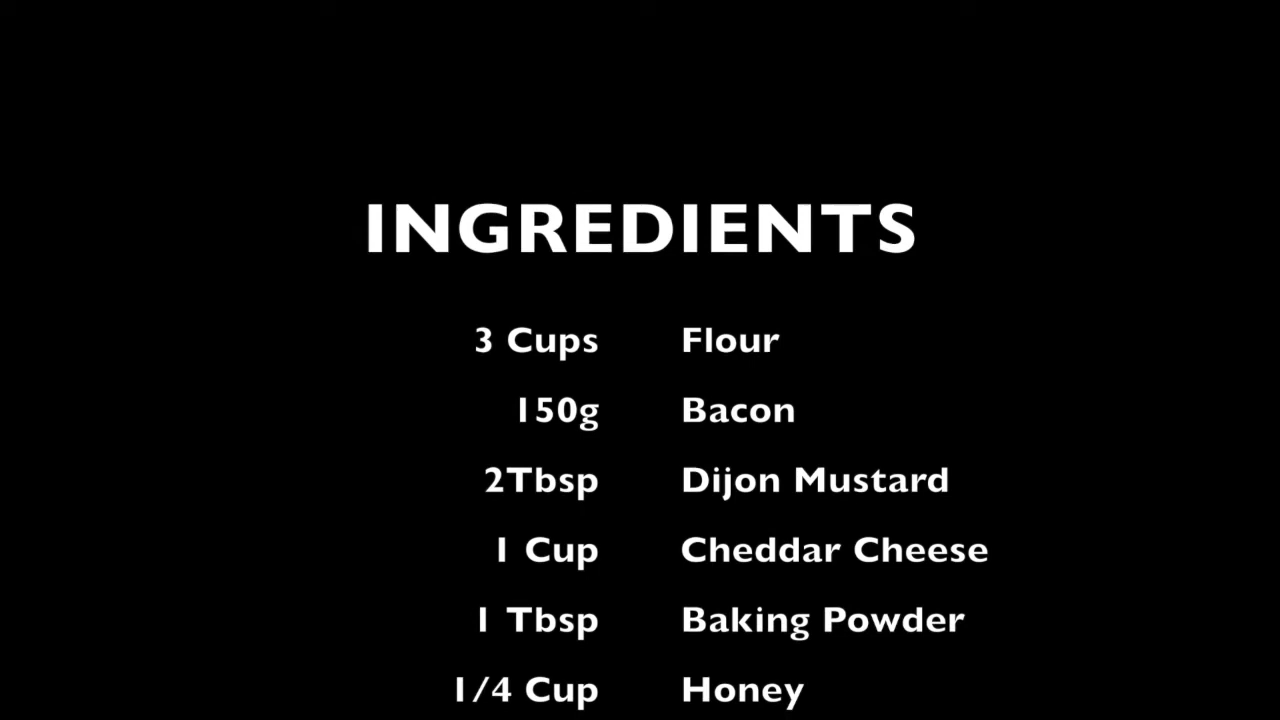 INGREDIENTS
3 Cups Flour
150g Bacon
2Tbsp Dijon Mustard
1 Cup Cheddar Cheese
1 Tbsp Baking Powder
1/4 Cup Honey